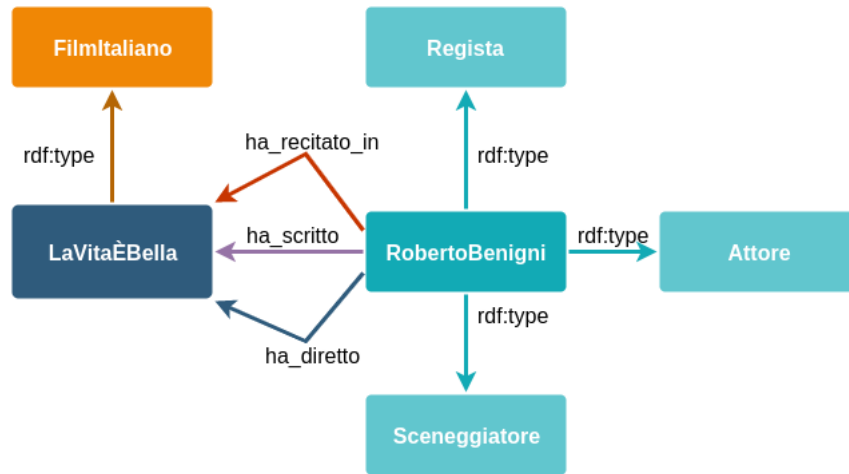 FilmItaliano
Regista
rdf:type
ha_recitato_in
rdf:type
LaVitaÈBella
ha_scritto
RobertoBenigni
rdf:type
Attore
rdf:type
ha_diretto
Sceneggiatore